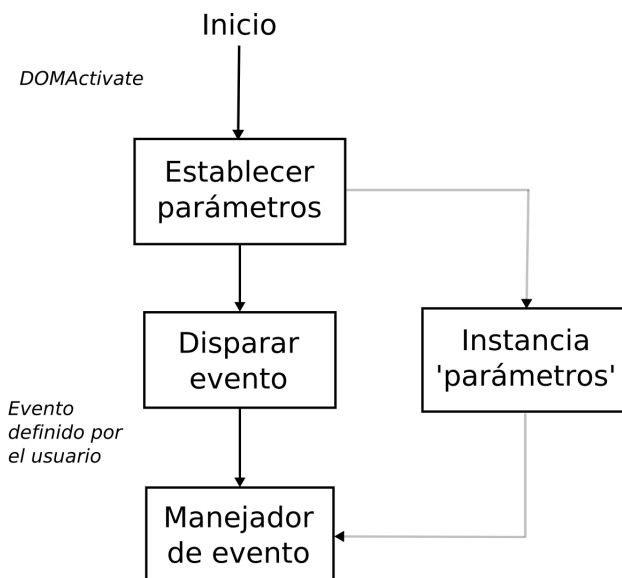 Inicio
DOMActivate
Establecer
parámetros
Disparar
evento
Instancia
'parámetros'
Evento
definido por
el usuario
Manejador
de evento